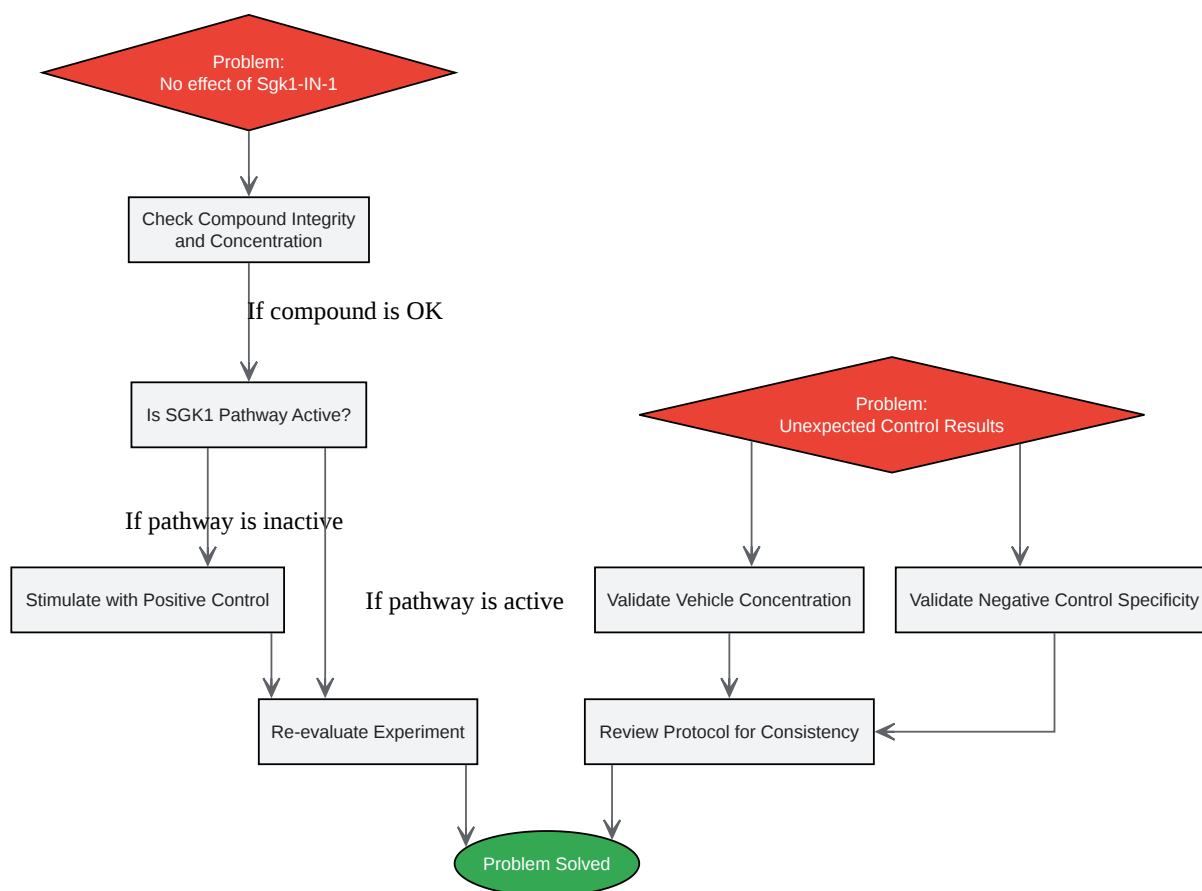 Problem:
No effect of Sgk1-IN-1
Check Compound Integrity
and Concentration
If compound is OK
Is SGK1 Pathway Active?
Problem:
Unexpected Control Results
If pathway is inactive
Stimulate with Positive Control
If pathway is active
Validate Vehicle Concentration
Validate Negative Control Specificity
Re-evaluate Experiment
Review Protocol for Consistency
Problem Solved